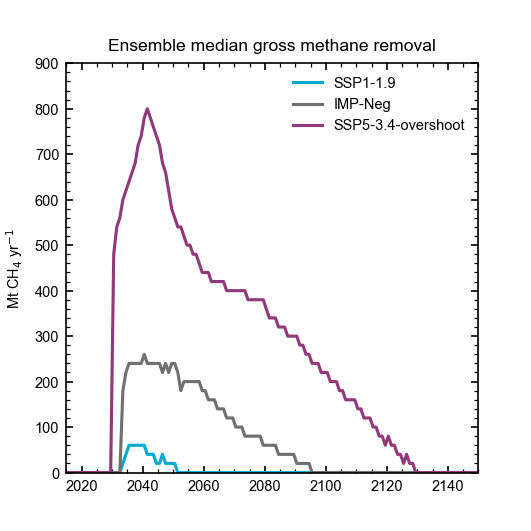 Ensemble median gross methane removal
900
800
700
600
500
400
300
200
100
0
Mt CH₄ yr⁻¹
SSP1-1.9
IMP-Neg
SSP5-3.4-overshoot
2020 2040 2060 2080 2100 2120 2140